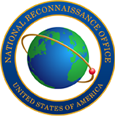 NATIONAL RECONNAISSANCE OFFICE
UNITED STATES OF AMERICA